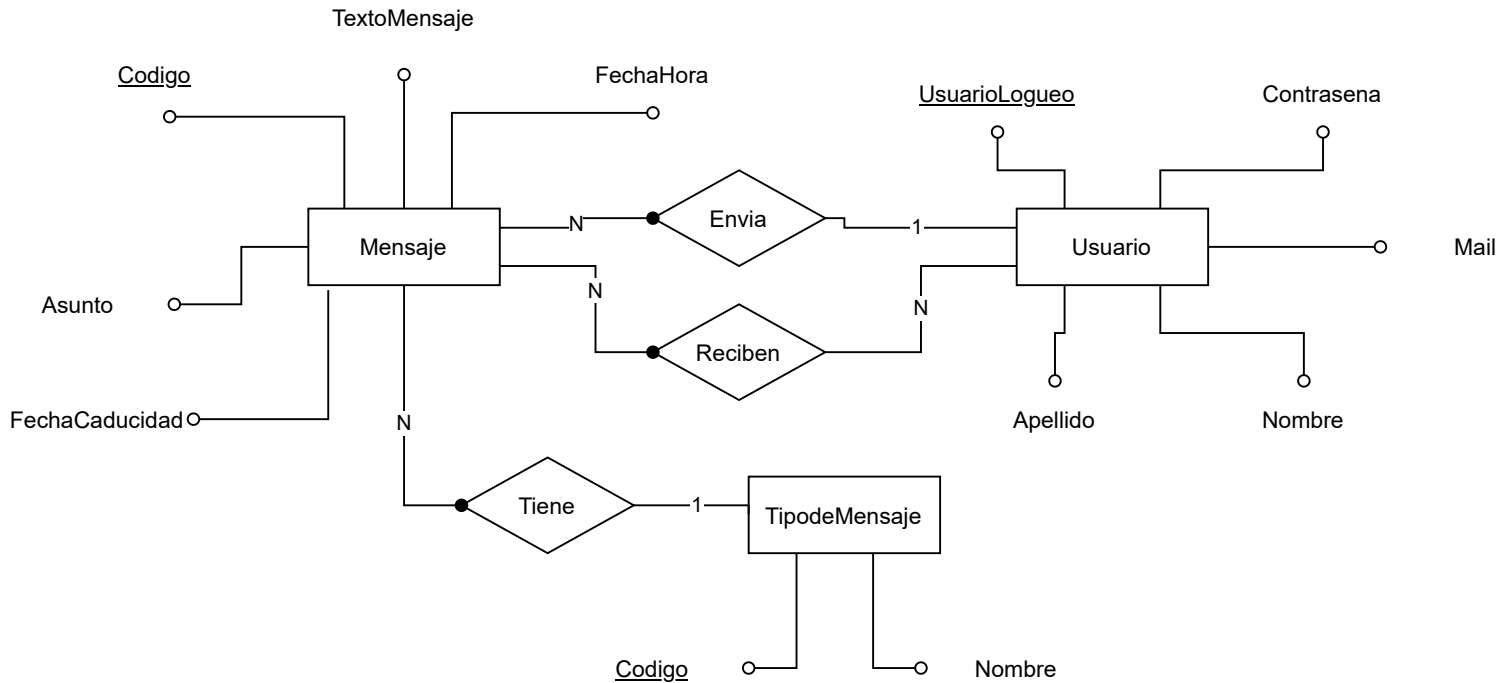 TextoMensaje
Codigo
FechaHora
UsuarioLogueo
Contrasena
Envia
N
1
Mensaje
Usuario
Mail
N
N
Asunto
Reciben
FechaCaducidad
N
Apellido
Nombre
Tiene
1
TipodeMensaje
Codigo
Nombre